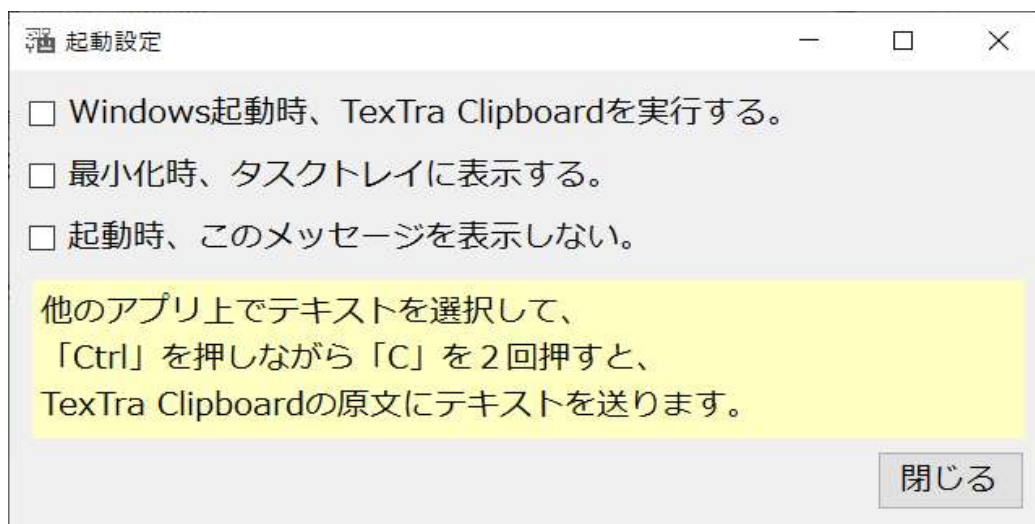 起動設定
Windows起動時、TexTra Clipboardを実行する。
最小化時、タスクトレイに表示する。
起動時、このメッセージを表示しない。
他のアプリ上でテキストを選択して、
「Ctrl」を押しながら「C」を２回押すと、
TexTra Clipboardの原文にテキストを送ります。
閉じる